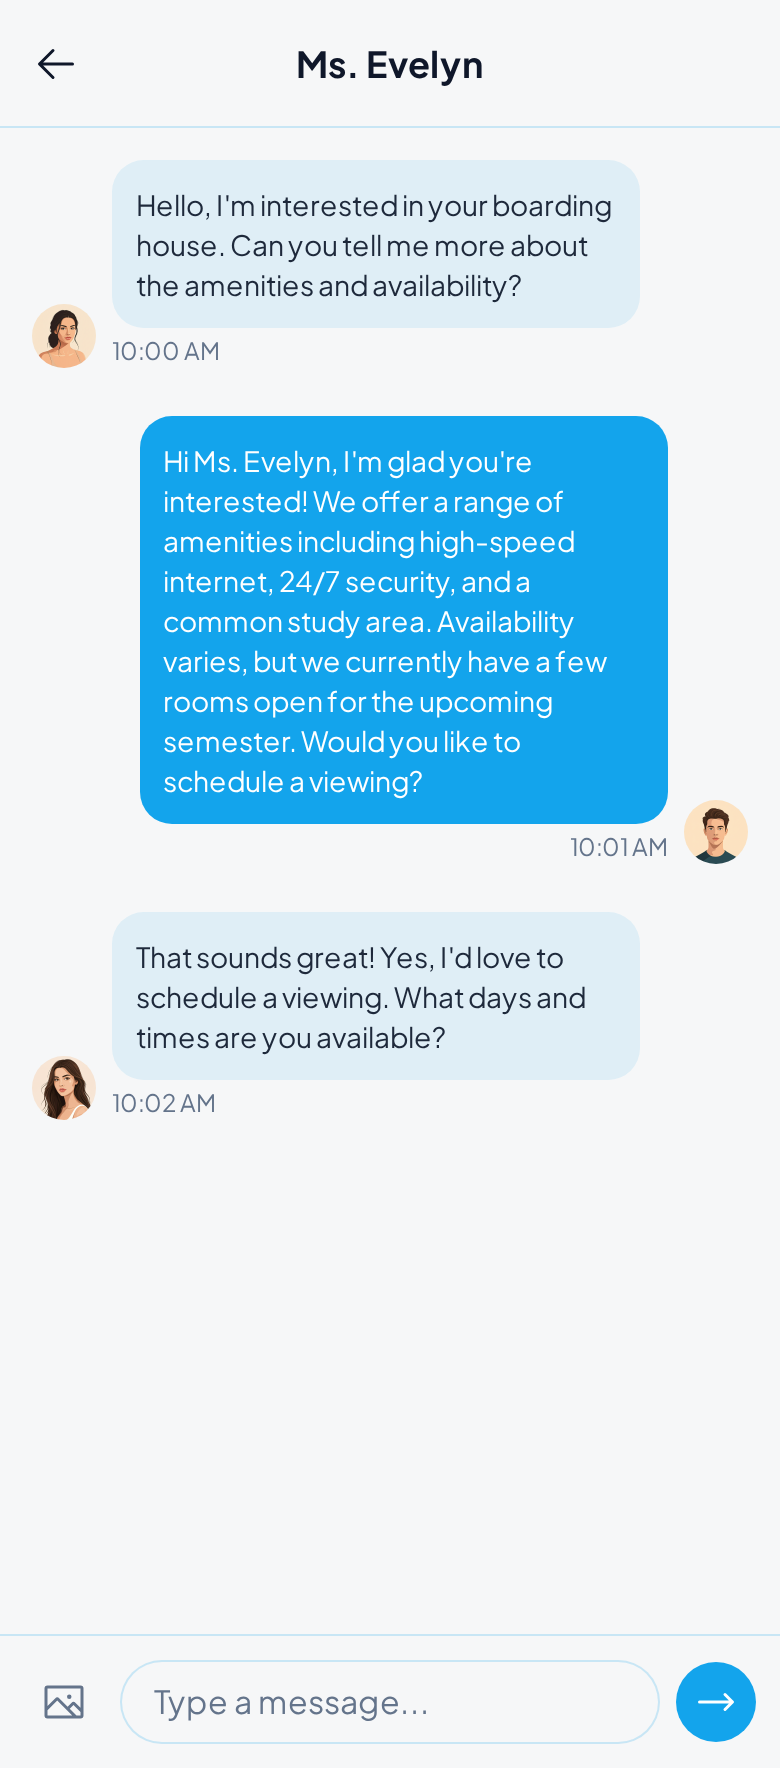 Ms. Evelyn
Hello, I'm interested in your boarding
house. Can you tell me more about
the amenities and availability?
10:00 AM
Hi Ms. Evelyn, I'm glad you're
interested! We offer a range of
amenities including high-speed
internet, 24/7 security, and a
common study area. Availability
varies, but we currently have a few
rooms open for the upcoming
semester. Would you like to
schedule a viewing?
10:01 AM
That sounds great! Yes, I'd love to
schedule a viewing. What days and
times are you available?
10:02 AM
Type a message...